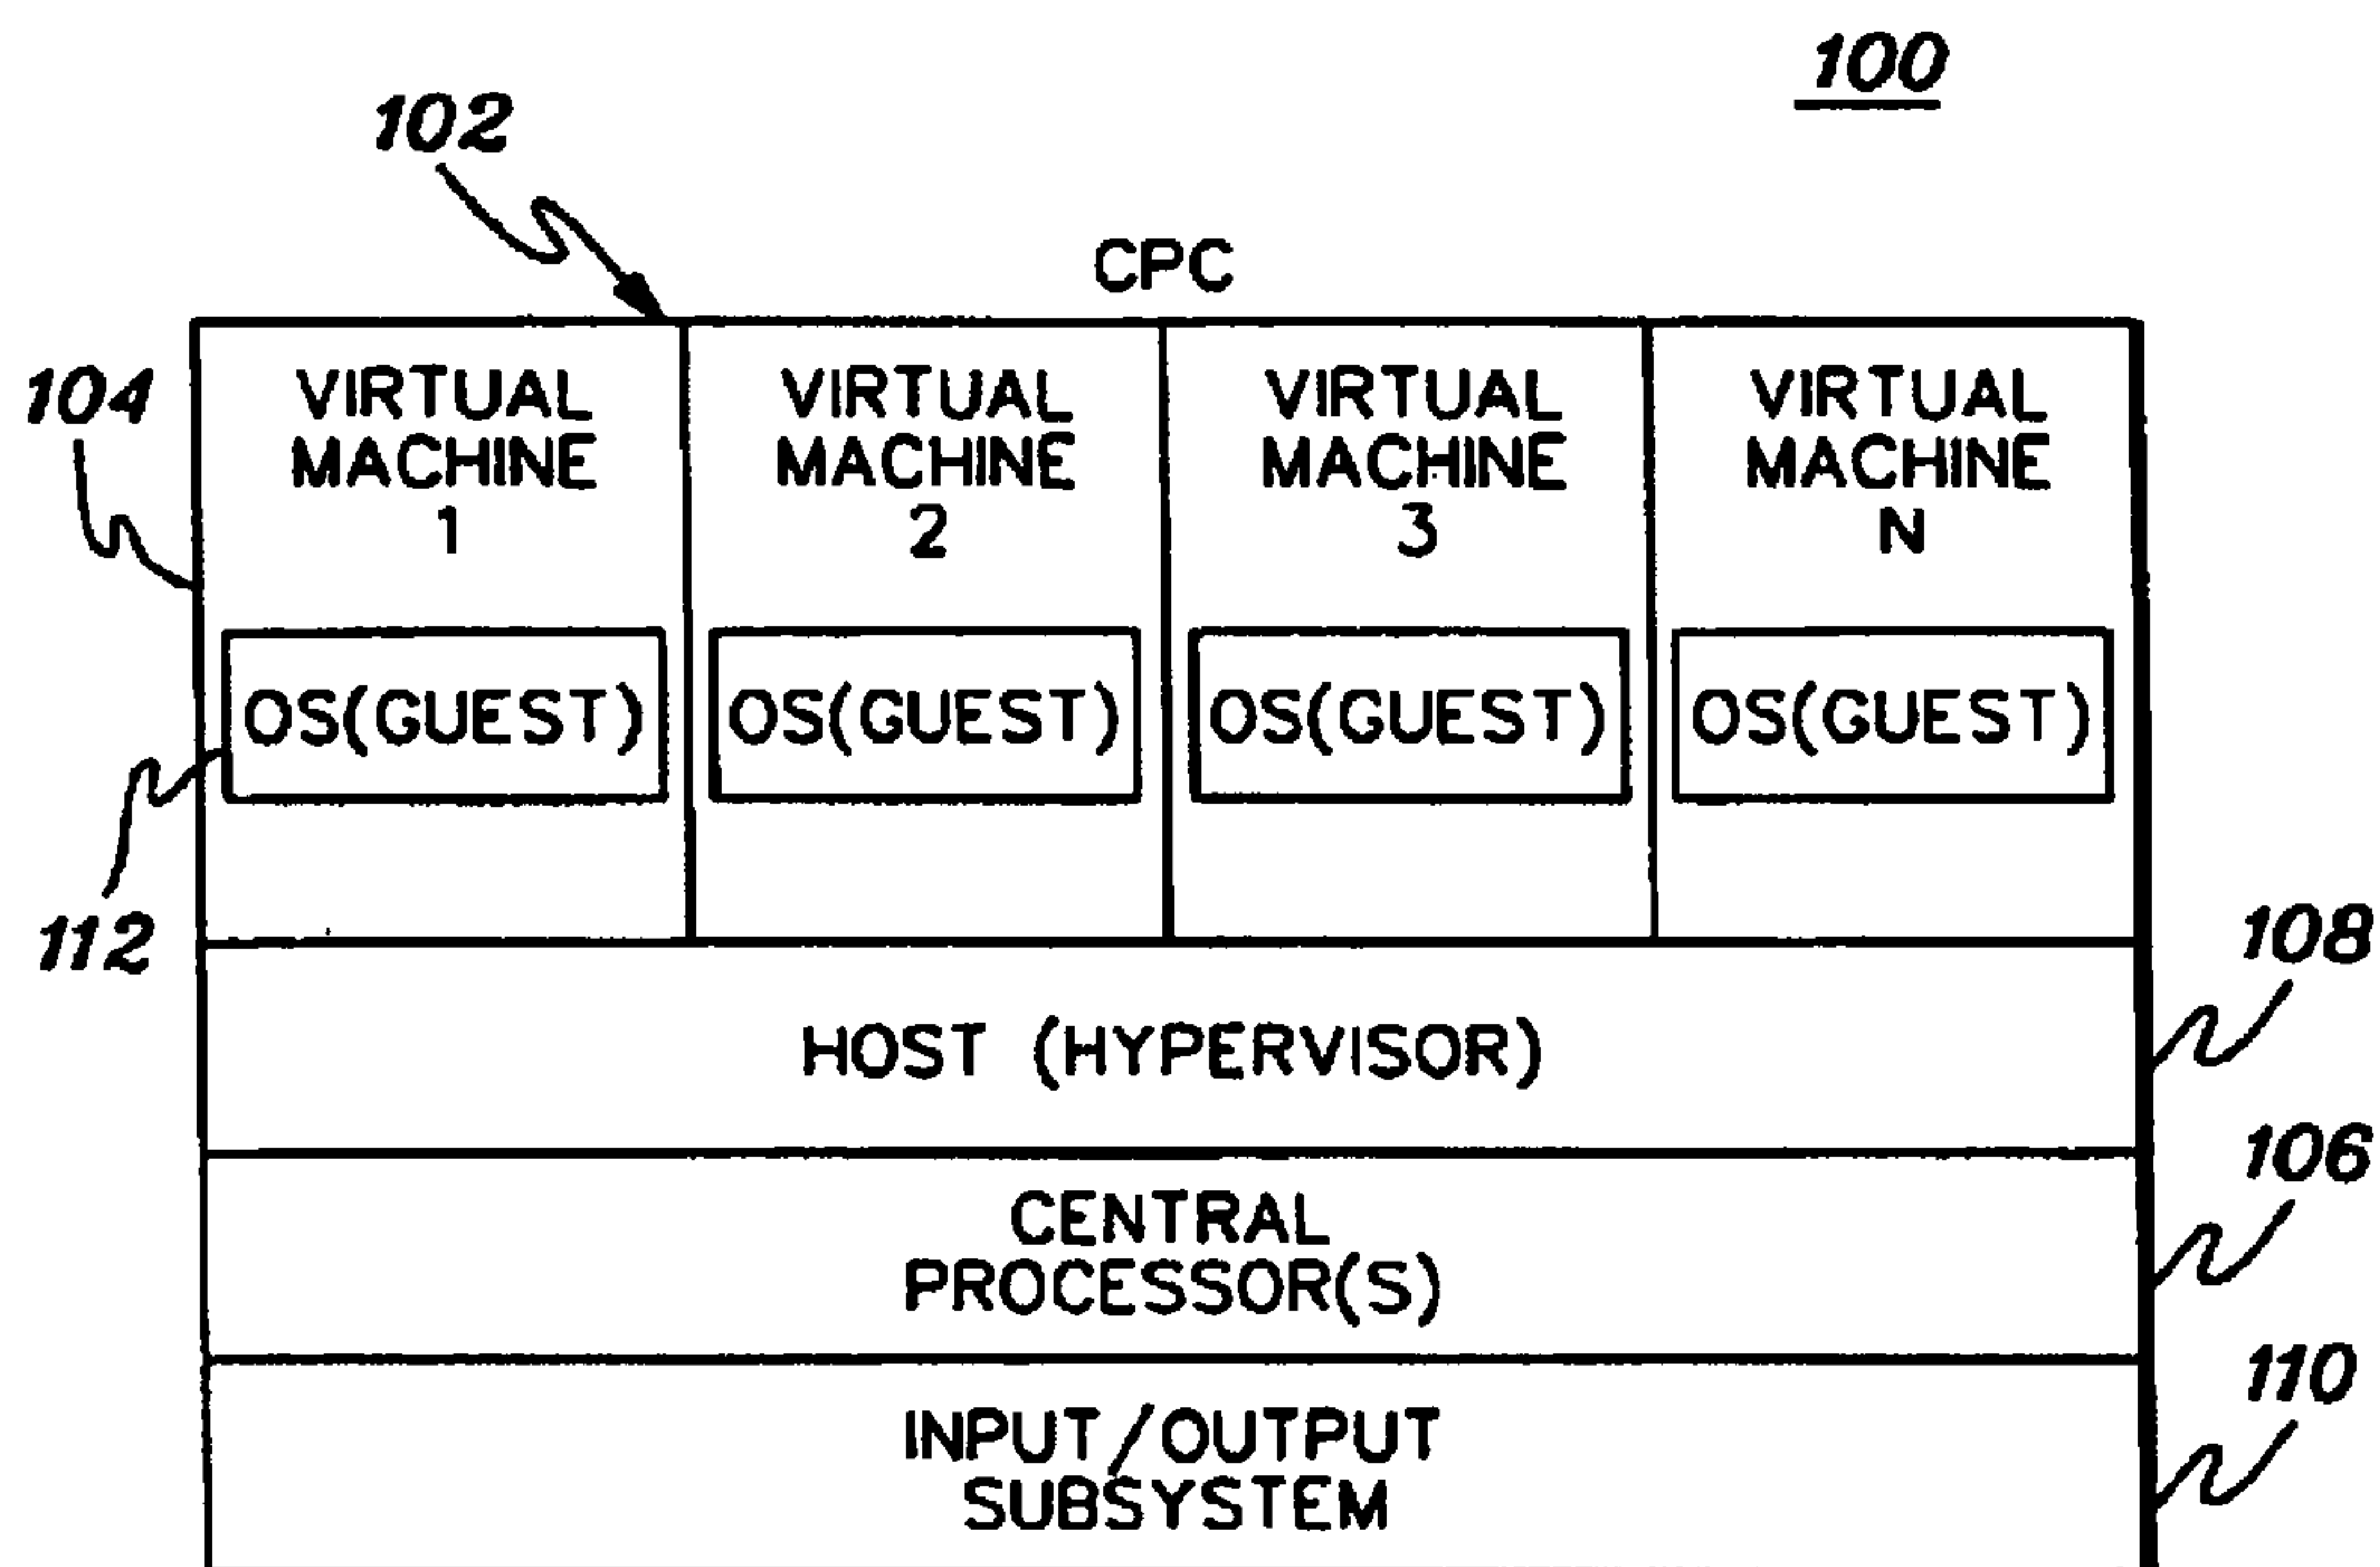 100
102
CPC
104
VIRTUAL
MACHINE
1
VIRTUAL
MACHINE
2
VIRTUAL
MACHINE
3
VIRTUAL
MACHINE
N
OS(GUEST)
OS(GUEST)
OS(GUEST)
OS(GUEST)
112
108
HOST (HYPERVISOR)
106
CENTRAL
PROCESSOR(S)
110
INPUT/OUTPUT
SUBSYSTEM